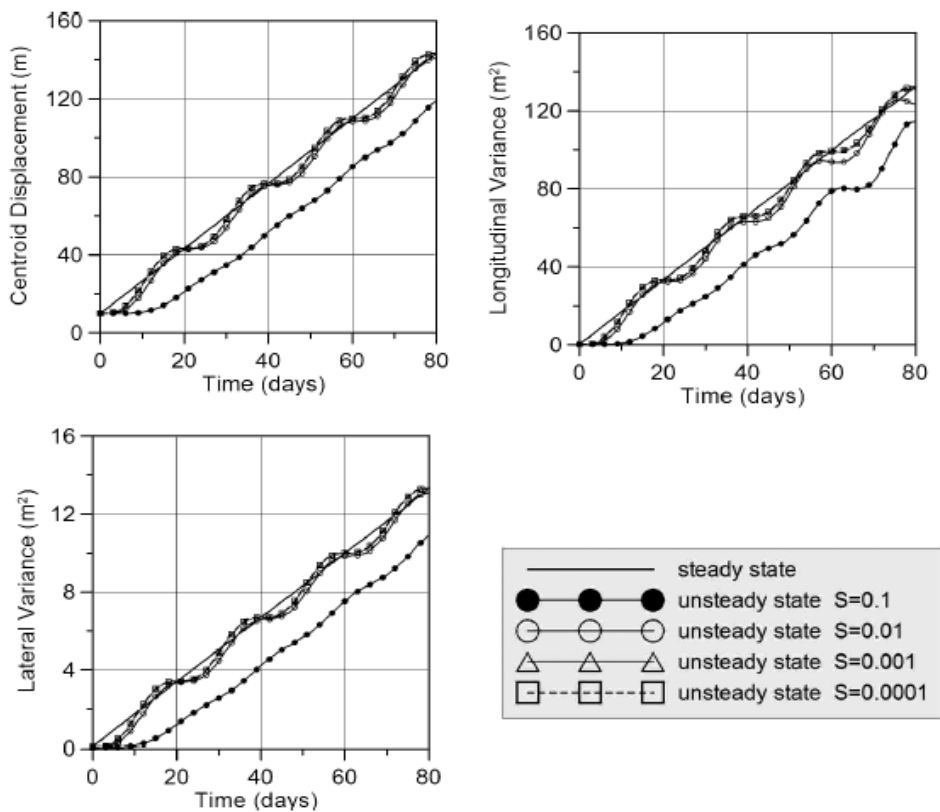 160
120
80
40
0
Centroid Displacement (m)
0 20 40 60 80
Time (days)
160
120
80
40
0
Longitudinal Variance (m²)
0 20 40 60 80
Time (days)
16
12
8
4
0
Lateral Variance (m²)
0 20 40 60 80
Time (days)
steady state
unsteady state S=0.1
unsteady state S=0.01
unsteady state S=0.001
unsteady state S=0.0001